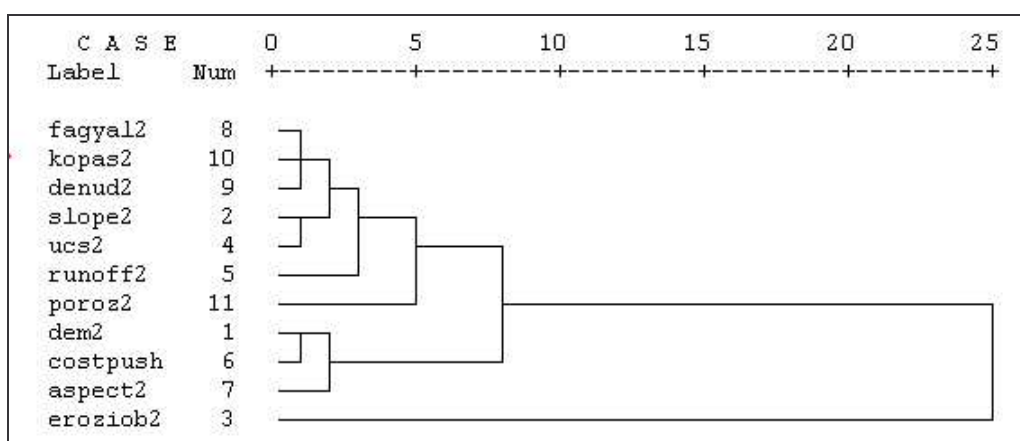 C A S E 0 5 10 15 20 25
Label Num +---------+---------+---------+---------+---------+
fagyal2 8
kopas2 10
denud2 9
slope2 2
ucs2 4
runoff2 5
poroz2 11
dem2 1
costpush 6
aspect2 7
eroziob2 3